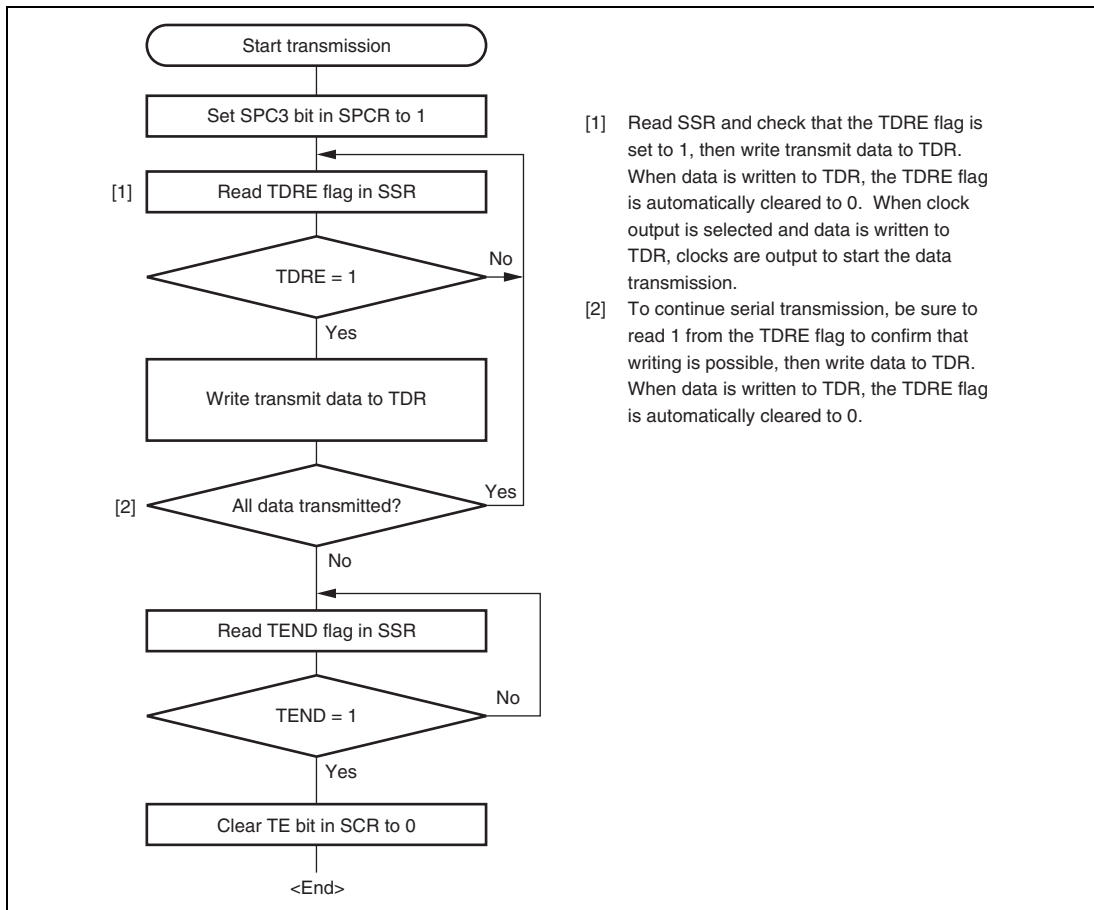 Start transmission
Set SPC3 bit in SPCR to 1
[1]
Read TDRE flag in SSR
No
TDRE = 1
Yes
Write transmit data to TDR
[2]
All data transmitted?
Yes
No
Read TEND flag in SSR
No
TEND = 1
Yes
Clear TE bit in SCR to 0
<End>
[1] Read SSR and check that the TDRE flag is
set to 1, then write transmit data to TDR.
When data is written to TDR, the TDRE flag
is automatically cleared to 0. When clock
output is selected and data is written to
TDR, clocks are output to start the data
transmission.
[2] To continue serial transmission, be sure to
read 1 from the TDRE flag to confirm that
writing is possible, then write data to TDR.
When data is written to TDR, the TDRE flag
is automatically cleared to 0.